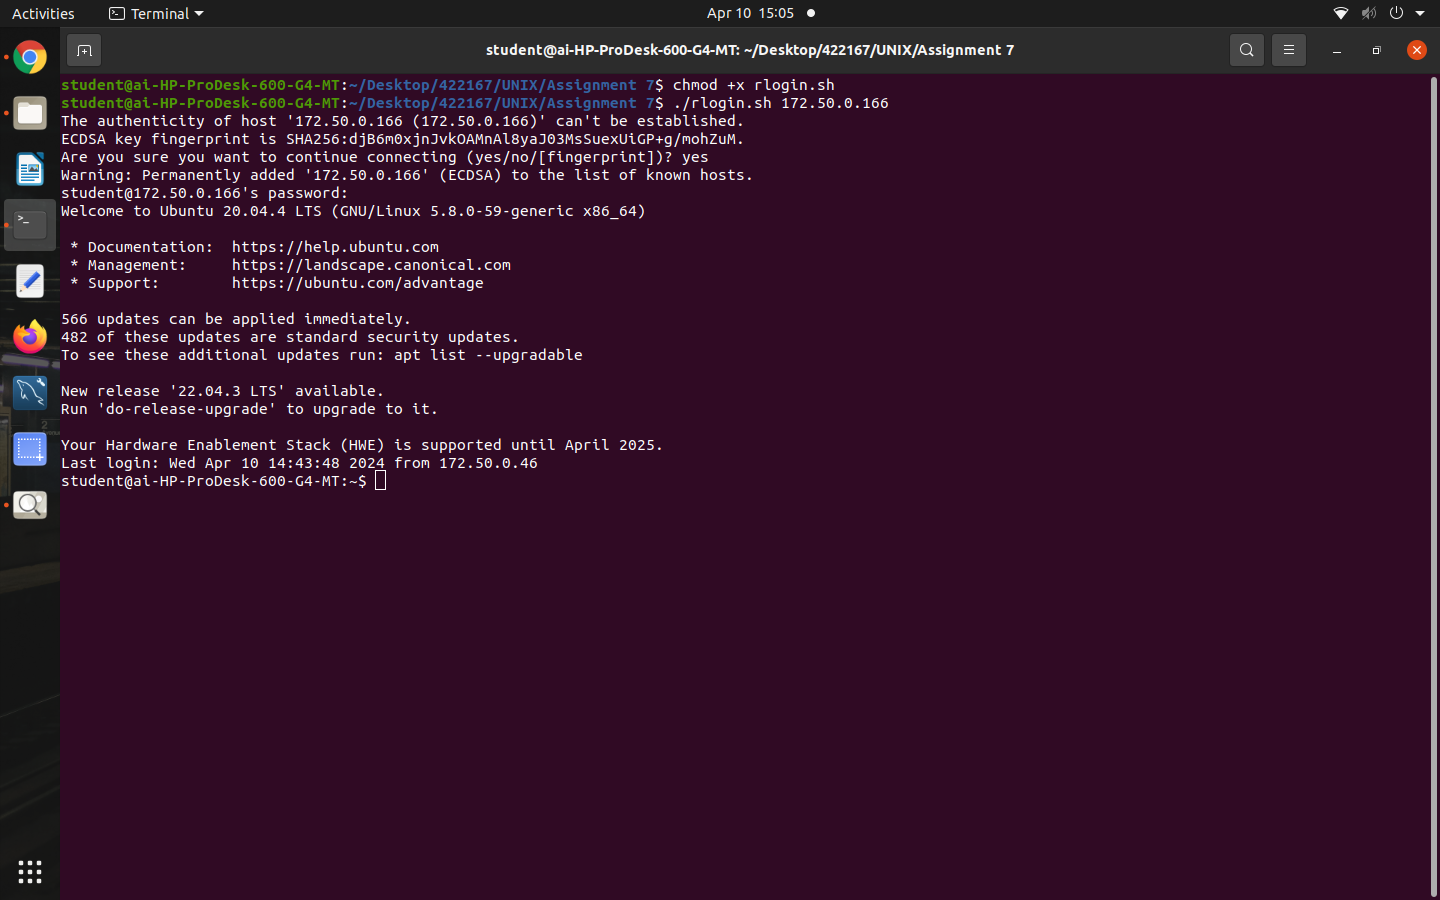 Activities Terminal Apr 10 15:05
student@ai-HP-ProDesk-600-G4-MT: ~/Desktop/422167/UNIX/Assignment 7
student@ai-HP-ProDesk-600-G4-MT:~/Desktop/422167/UNIX/Assignment 7$ chmod +x rlogin.sh
student@ai-HP-ProDesk-600-G4-MT:~/Desktop/422167/UNIX/Assignment 7$ ./rlogin.sh 172.50.0.166
The authenticity of host '172.50.0.166 (172.50.0.166)' can't be established.
ECDSA key fingerprint is SHA256:djB6m0xjnJvkOAMnAl8yaJ03MsSuexUiGP+g/mohZuM.
Are you sure you want to continue connecting (yes/no/[fingerprint])? yes
Warning: Permanently added '172.50.0.166' (ECDSA) to the list of known hosts.
student@172.50.0.166's password:
Welcome to Ubuntu 20.04.4 LTS (GNU/Linux 5.8.0-59-generic x86_64)
* Documentation: https://help.ubuntu.com
* Management: https://landscape.canonical.com
* Support: https://ubuntu.com/advantage
566 updates can be applied immediately.
482 of these updates are standard security updates.
To see these additional updates run: apt list --upgradable
New release '22.04.3 LTS' available.
Run 'do-release-upgrade' to upgrade to it.
Your Hardware Enablement Stack (HWE) is supported until April 2025.
Last login: Wed Apr 10 14:43:48 2024 from 172.50.0.46
student@ai-HP-ProDesk-600-G4-MT:~$